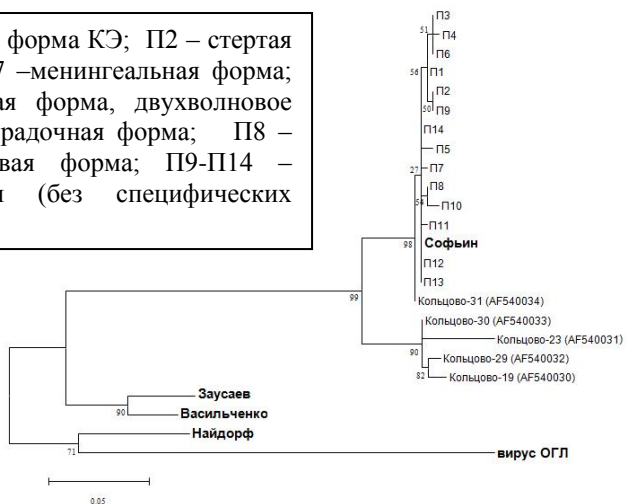 форма КЭ; П2 – стертая
7 –менингеальная форма;
ая форма, двухволновое
радочная форма; П8 –
вая форма; П9-П14 –
(без специфических
П3
51
П4
П6
56
П1
П2
50
П9
П14
П5
27
П7
П8
54
П10
П11
98
Софьин
П12
П13
99
Кольцово-31 (AF540034)
Кольцово-30 (AF540033)
Кольцово-23 (AF540031)
90
Кольцово-29 (AF540032)
82
Кольцово-19 (AF540030)
Заусаев
90
Васильченко
Найдорф
71
вирус ОГЛ
0.05